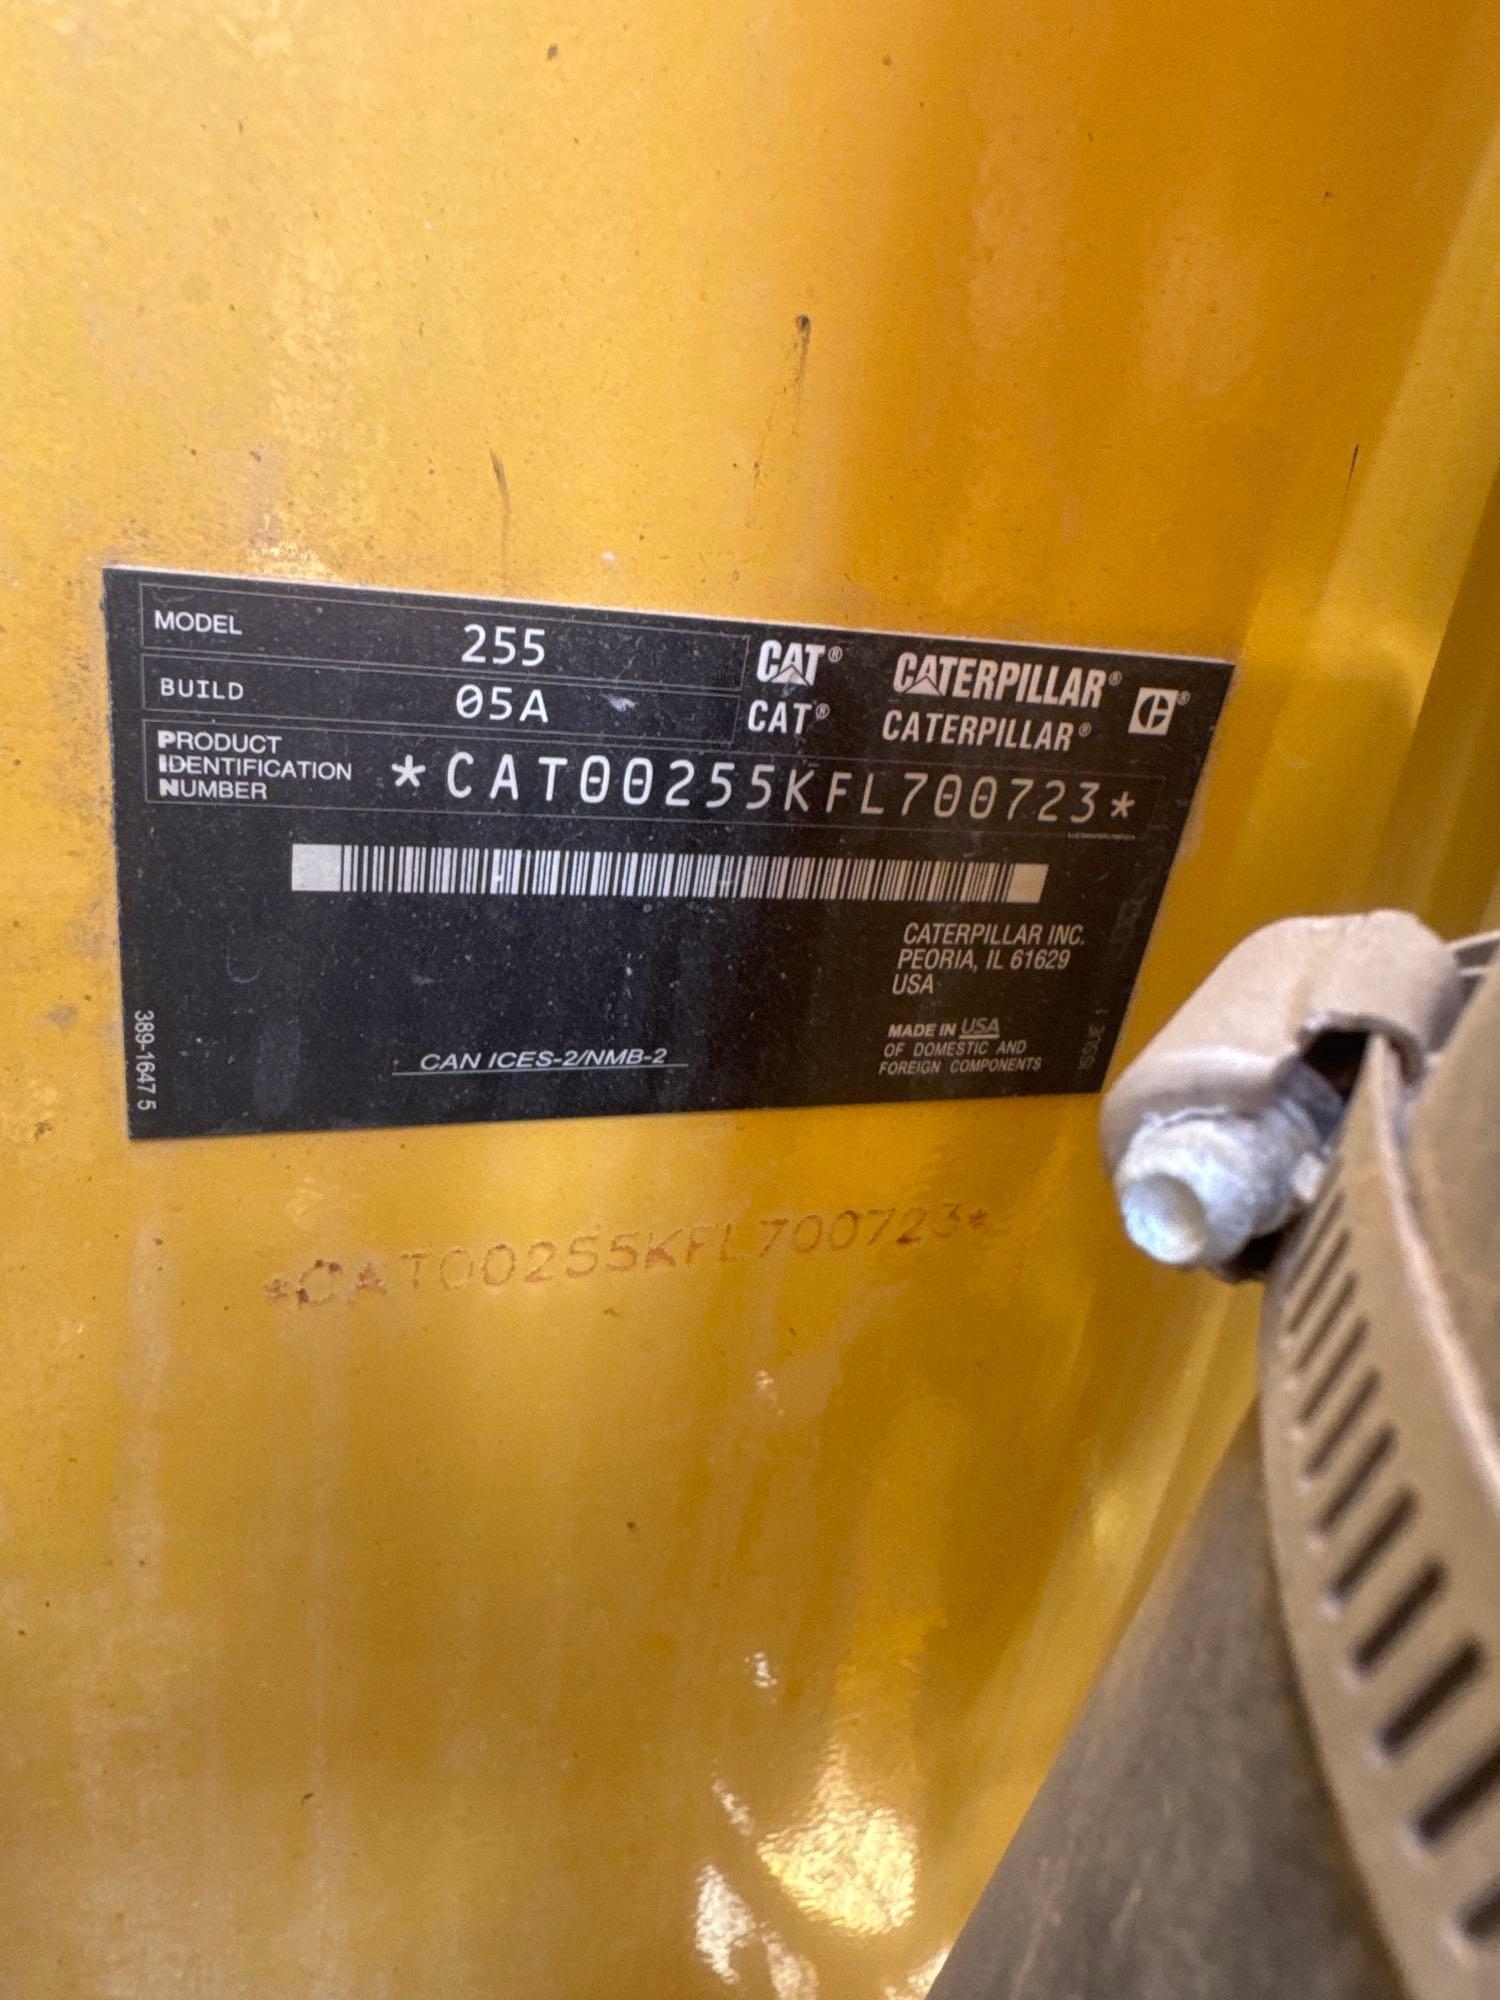 MODEL 255
BUILD 05A
CAT® CATERPILLAR®
CAT® CATERPILLAR®
PRODUCT
IDENTIFICATION
NUMBER
*CAT00255KFL700723*
CATERPILLAR INC.
PEORIA, IL 61629
USA
MADE IN USA
OF DOMESTIC AND
FOREIGN COMPONENTS
CAN ICES-2/NMB-2
389-1647 5
ISSUE 1
*CAT00255KFL700723*